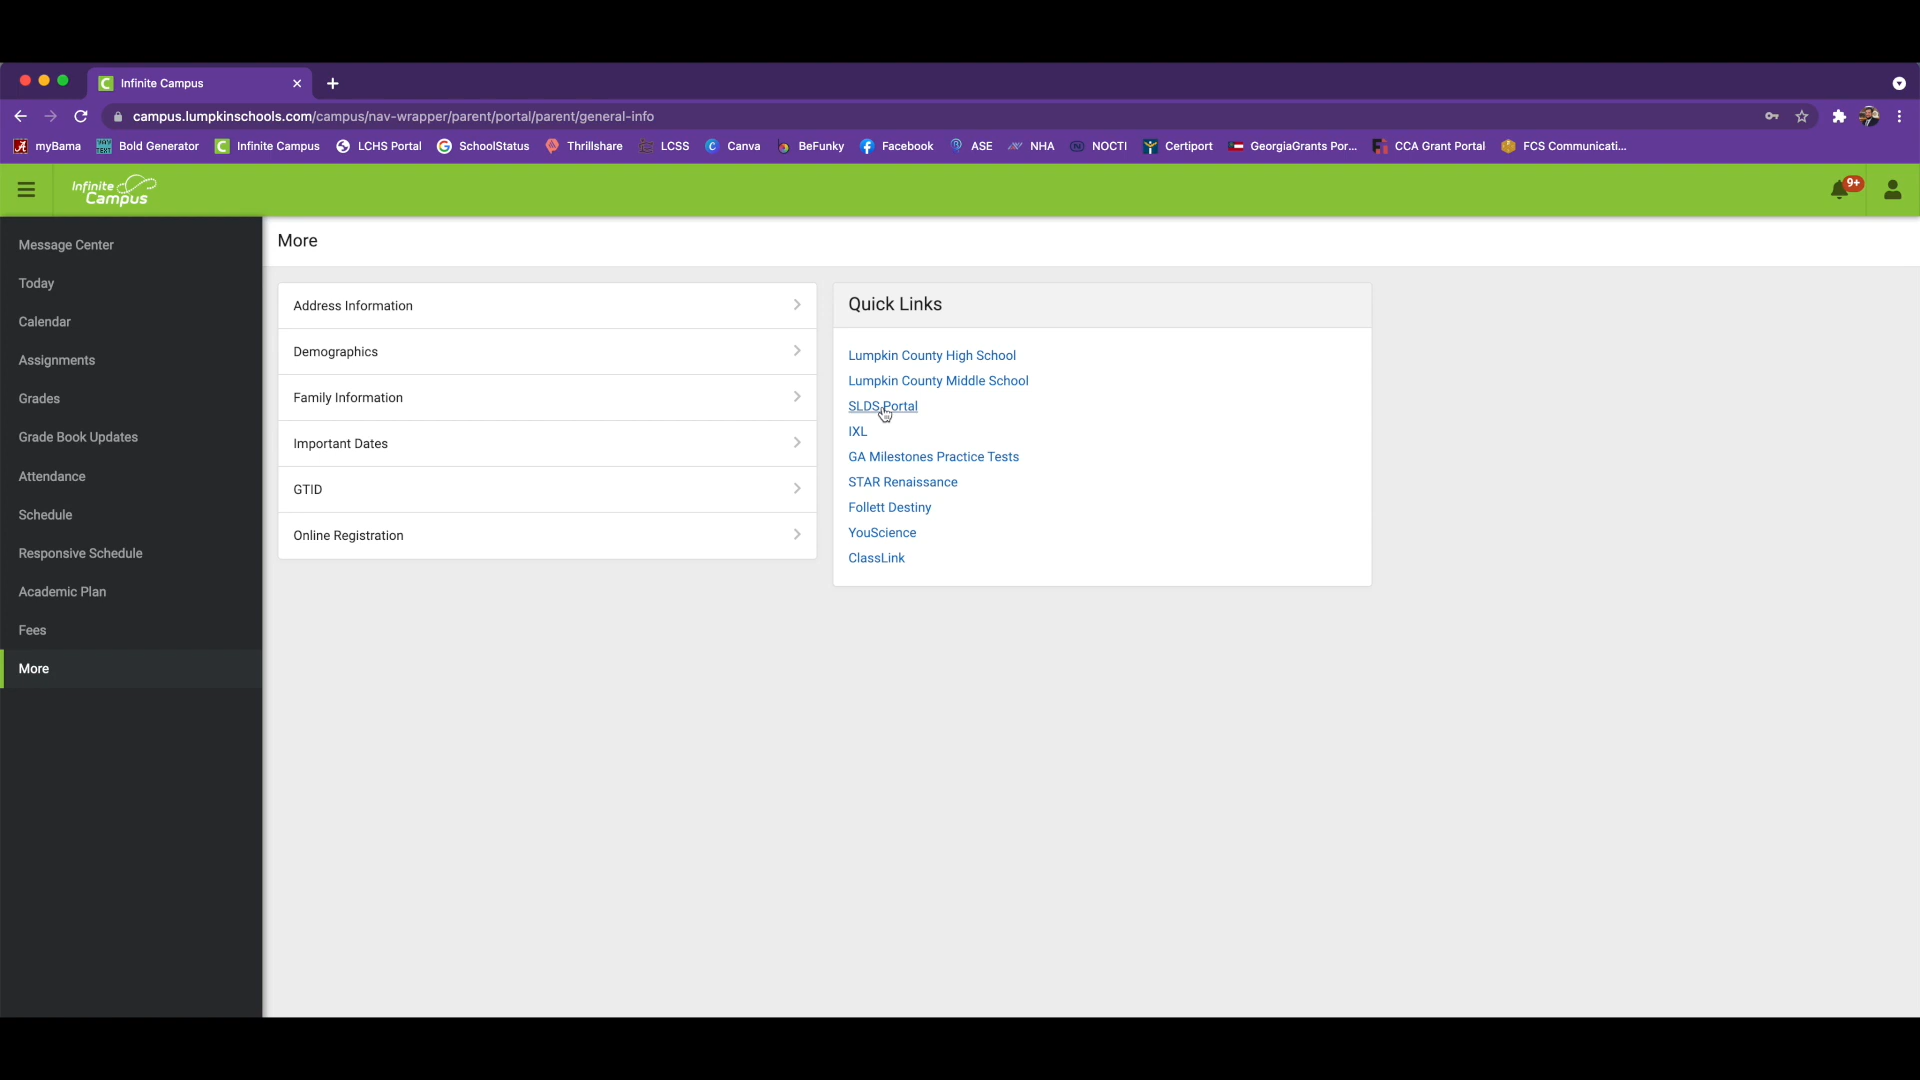 Infinite Campus
campus.lumpkinschools.com/campus/nav-wrapper/parent/portal/parent/general-info
myBama Bold Generator Infinite Campus LCHS Portal SchoolStatus Thrillshare LCSS Canva BeFunky Facebook ASE NHA NOCTI Certiport GeorgiaGrants Por... CCA Grant Portal FCS Communicati...
Infinite
Campus
9+
Message Center
Today
Calendar
Assignments
Grades
Grade Book Updates
Attendance
Schedule
Responsive Schedule
Academic Plan
Fees
More
More
Address Information
Demographics
Family Information
Important Dates
GTID
Online Registration
Quick Links
Lumpkin County High School
Lumpkin County Middle School
SLDS Portal
IXL
GA Milestones Practice Tests
STAR Renaissance
Follett Destiny
YouScience
ClassLink